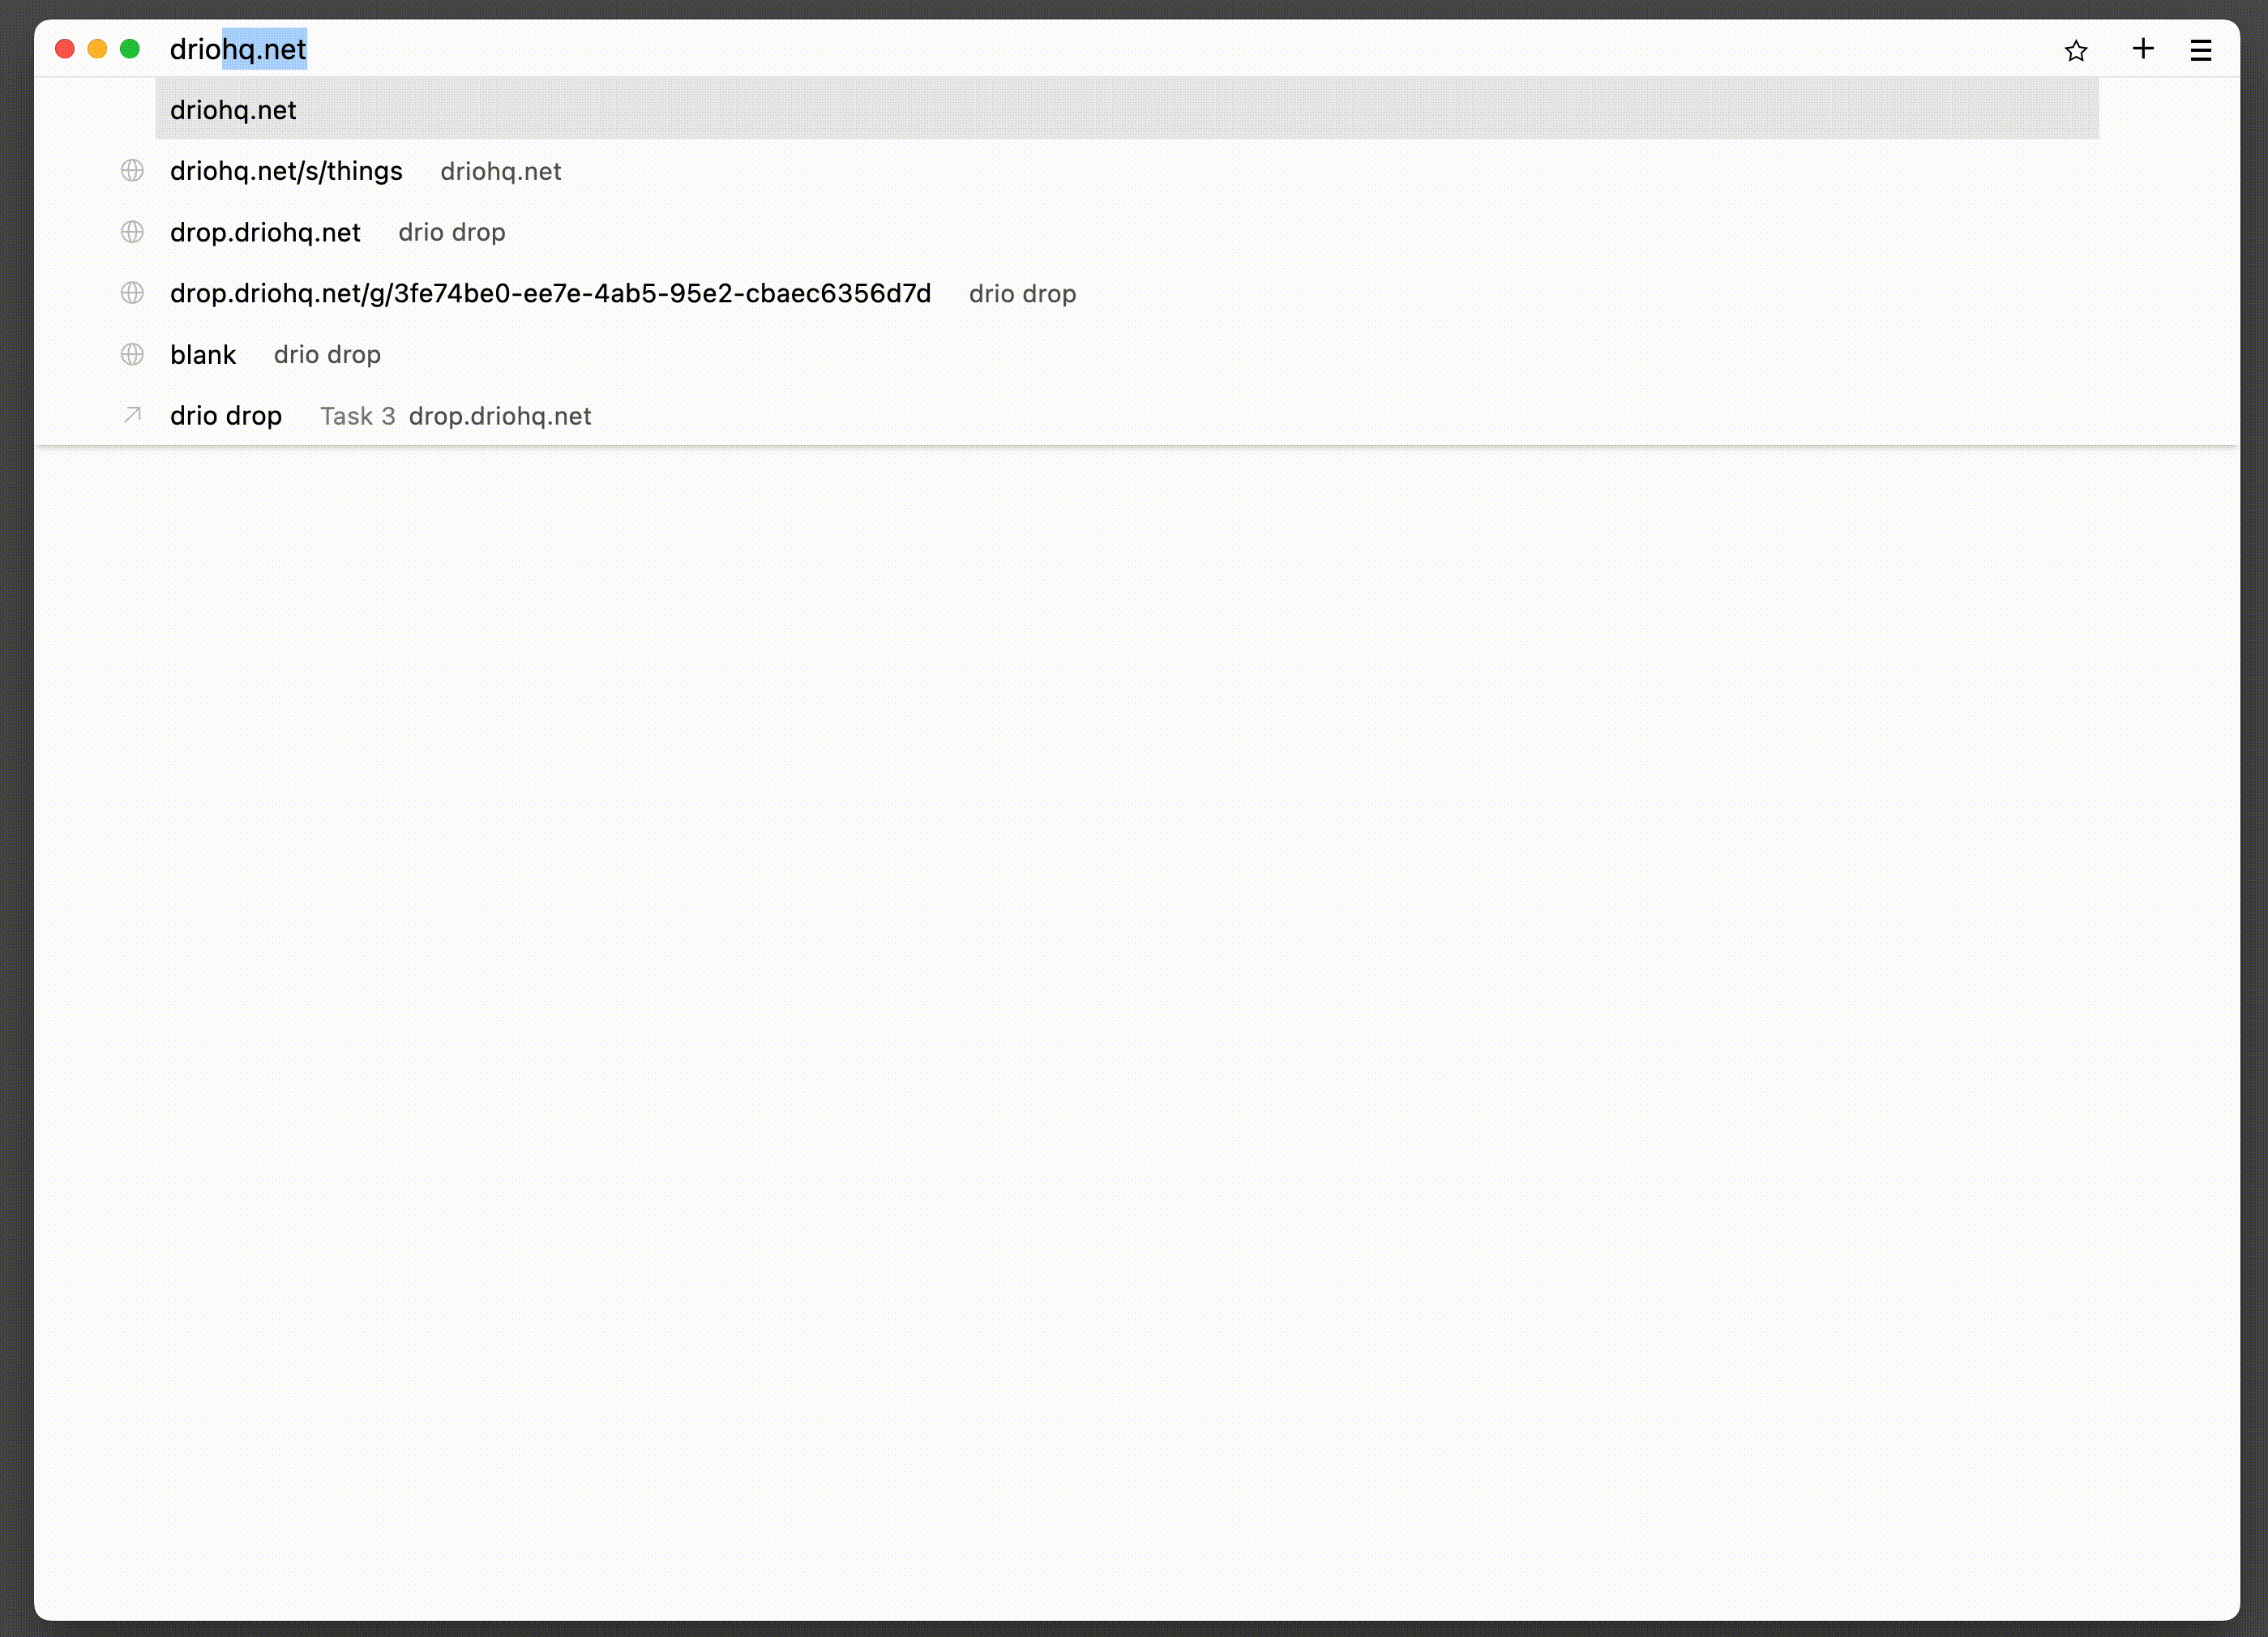 driohq.net
driohq.net
driohq.net/s/things driohq.net
drop.driohq.net drio drop
drop.driohq.net/g/3fe74be0-ee7e-4ab5-95e2-cbaec6356d7d drio drop
blank drio drop
drio drop Task 3 drop.driohq.net